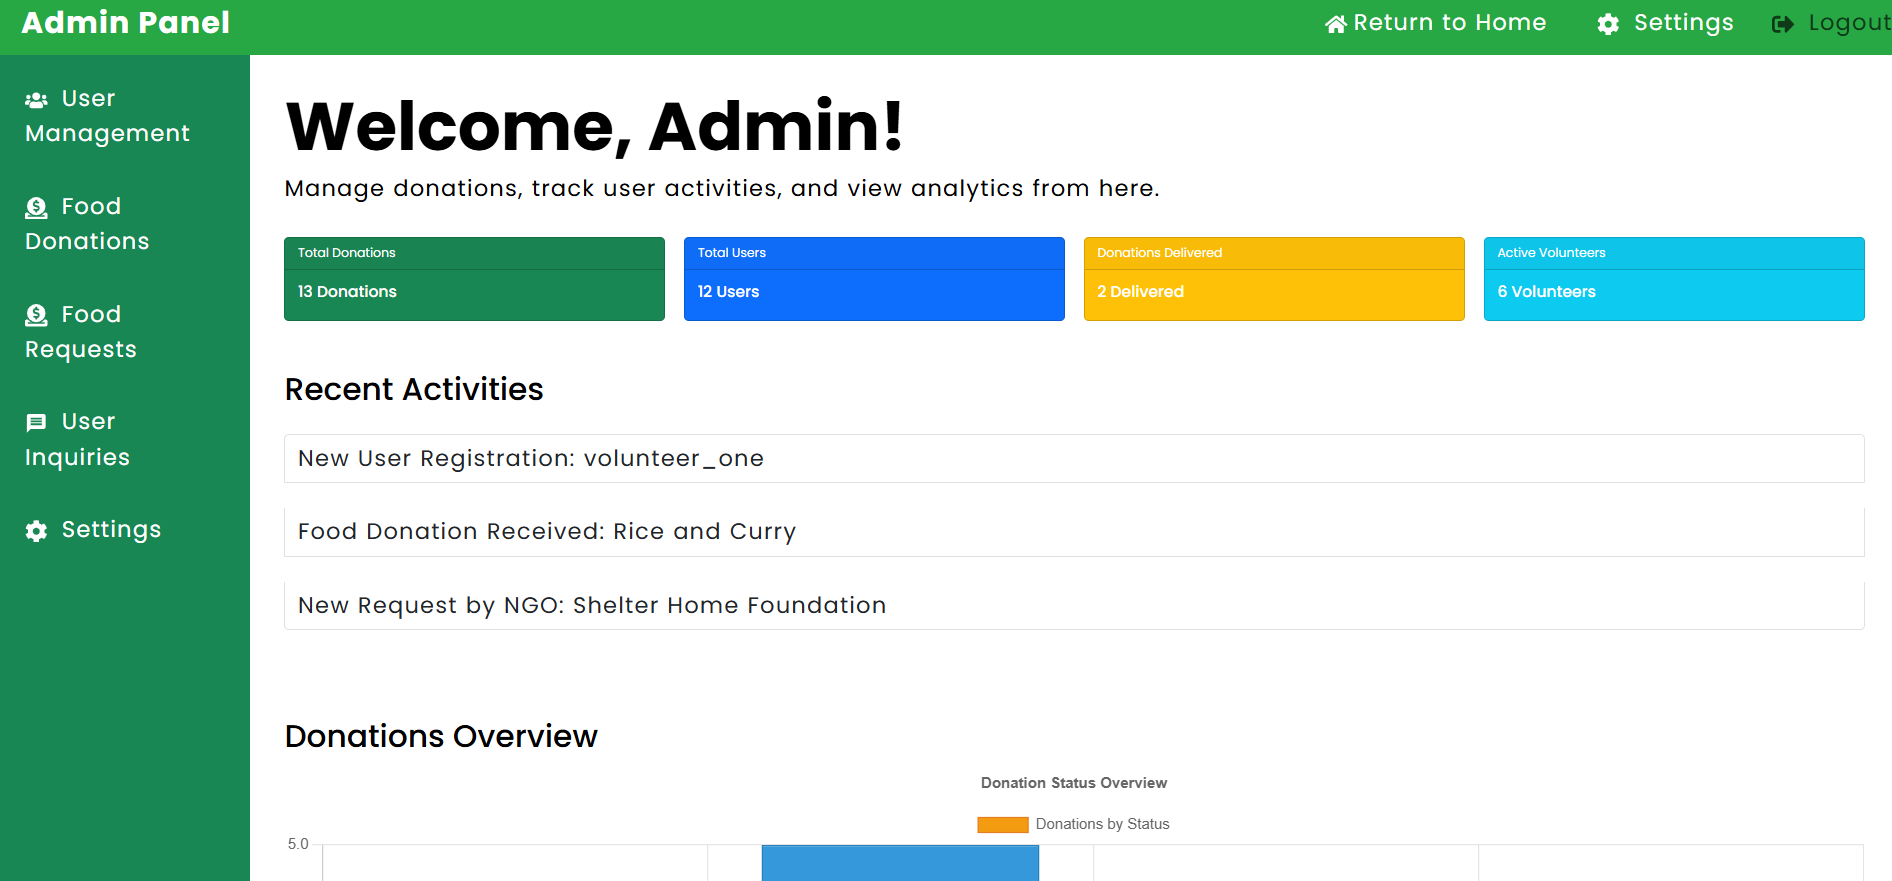 Admin Panel
Return to Home
Settings
Logout
User
Management
Food
Donations
Food
Requests
User
Inquiries
Settings
Welcome, Admin!
Manage donations, track user activities, and view analytics from here.
Total Donations
13 Donations
Total Users
12 Users
Donations Delivered
2 Delivered
Active Volunteers
6 Volunteers
Recent Activities
New User Registration: volunteer_one
Food Donation Received: Rice and Curry
New Request by NGO: Shelter Home Foundation
Donations Overview
Donation Status Overview
Donations by Status
5.0